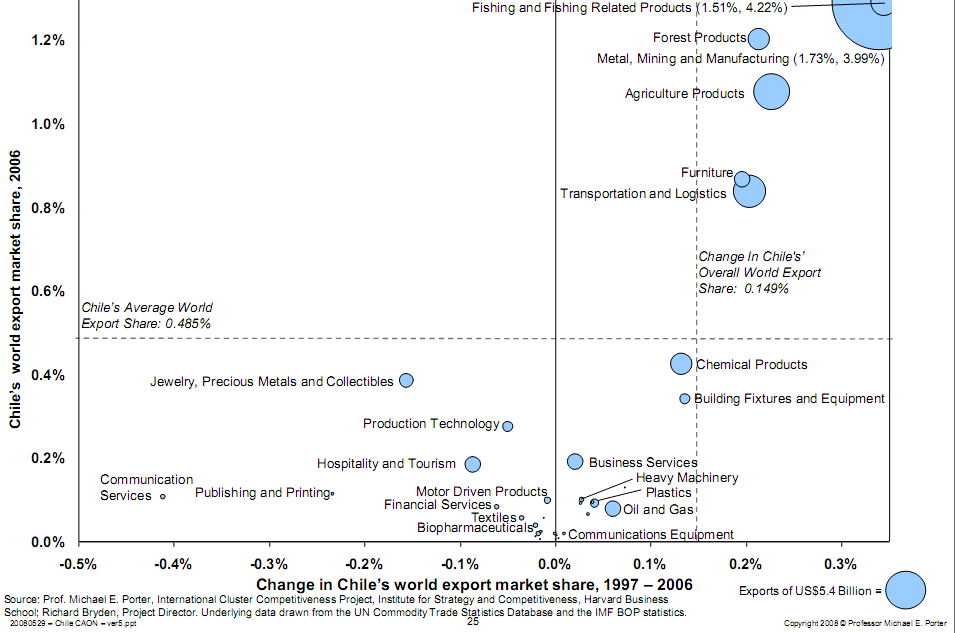 Fishing and Fishing Related Products (1.51%, 4.22%)
1.2%
Forest Products
Metal, Mining and Manufacturing (1.73%, 3.99%)
Agriculture Products
1.0%
Furniture
Transportation and Logistics
0.8%
Chile's world export market share, 2006
Change In Chile's'
Overall World Export
Share: 0.149%
0.6%
Chile's Average World
Export Share: 0.485%
0.4%
Chemical Products
Jewelry, Precious Metals and Collectibles
Building Fixtures and Equipment
Production Technology
0.2%
Hospitality and Tourism
Business Services
Communication
Services
Publishing and Printing
Motor Driven Products
Heavy Machinery
Plastics
Financial Services
Oil and Gas
Textiles
Biopharmaceuticals
Communications Equipment
0.0%
-0.5% -0.4% -0.3% -0.2% -0.1% 0.0% 0.1% 0.2% 0.3%
Change in Chile's world export market share, 1997 – 2006
Exports of US$5.4 Billion =
Source: Prof. Michael E. Porter, International Cluster Competitiveness Project, Institute for Strategy and Competitiveness, Harvard Business
School; Richard Bryden, Project Director. Underlying data drawn from the UN Commodity Trade Statistics Database and the IMF BOP statistics.
20080529 – Chile CAON – ver5.ppt
25
Copyright 2008 © Professor Michael E. Porter